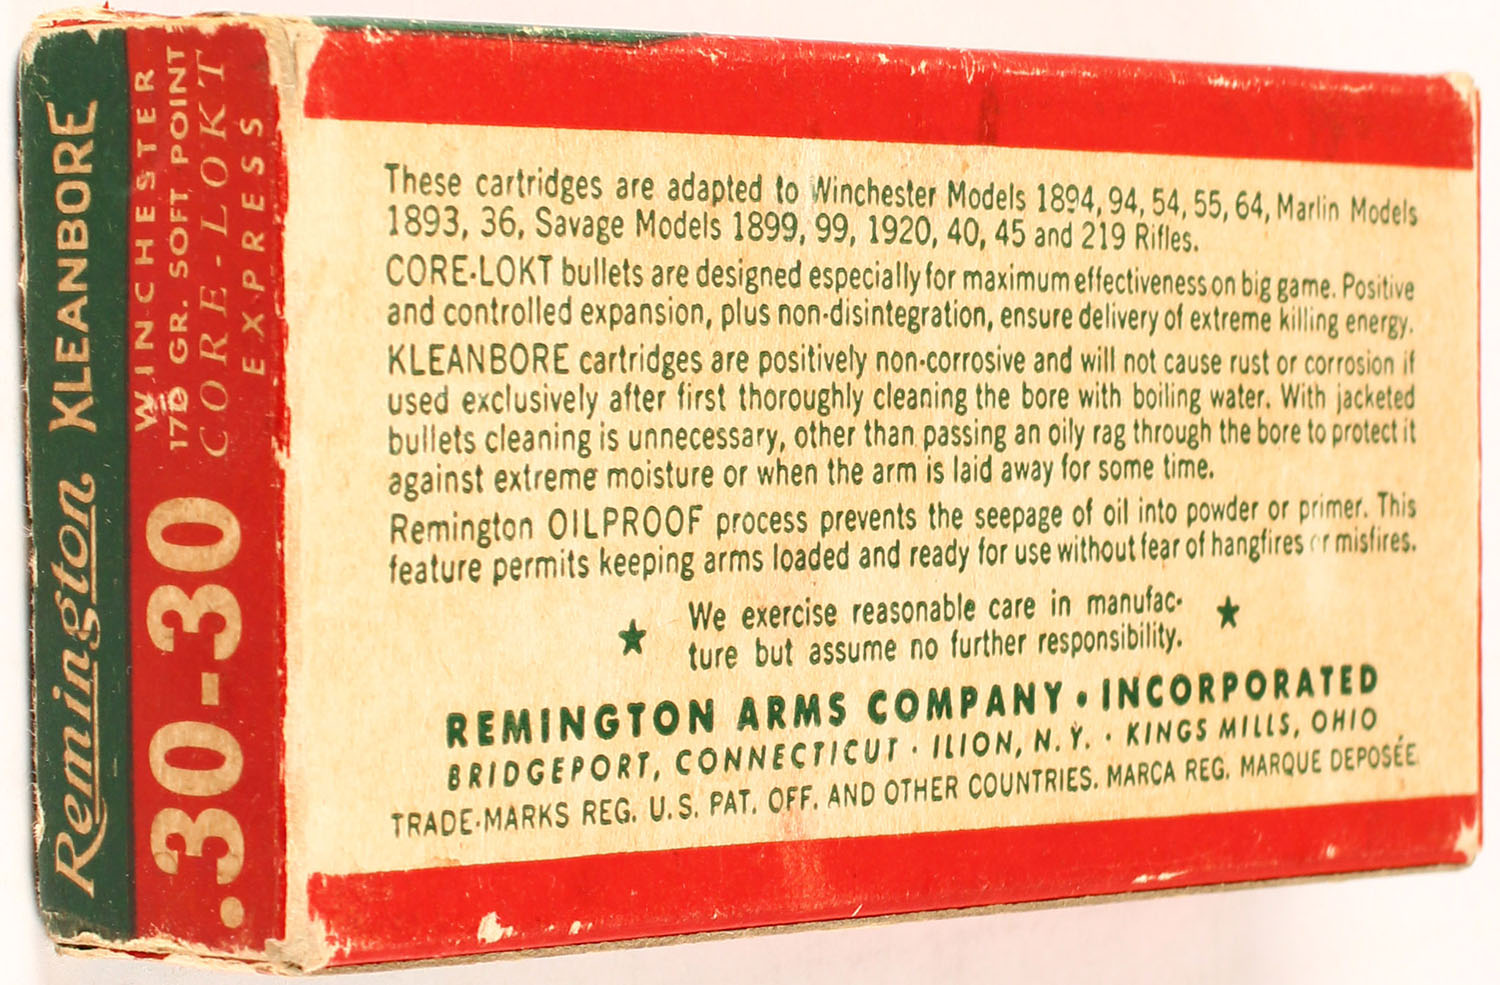 Remington KLEANBORE
.30-30
WINCHESTER
170 GR. SOFT POINT
CORE-LOKT
EXPRESS
These cartridges are adapted to Winchester Models 1894, 94, 54, 55, 64, Marlin Models
1893, 36, Savage Models 1899, 99, 1920, 40, 45 and 219 Rifles.
CORE-LOKT bullets are designed especially for maximum effectiveness on big game. Positive
and controlled expansion, plus non-disintegration, ensure delivery of extreme killing energy.
KLEANBORE cartridges are positively non-corrosive and will not cause rust or corrosion if
used exclusively after first thoroughly cleaning the bore with boiling water. With jacketed
bullets cleaning is unnecessary, other than passing an oily rag through the bore to protect it
against extreme moisture or when the arm is laid away for some time.
Remington OILPROOF process prevents the seepage of oil into powder or primer. This
feature permits keeping arms loaded and ready for use without fear of hangfires or misfires.
★ We exercise reasonable care in manufac- ★
ture but assume no further responsibility.
REMINGTON ARMS COMPANY • INCORPORATED
BRIDGEPORT, CONNECTICUT · ILION, N.Y. · KINGS MILLS, OHIO
TRADE-MARKS REG. U.S. PAT. OFF. AND OTHER COUNTRIES. MARCA REG. MARQUE DEPOSÉE